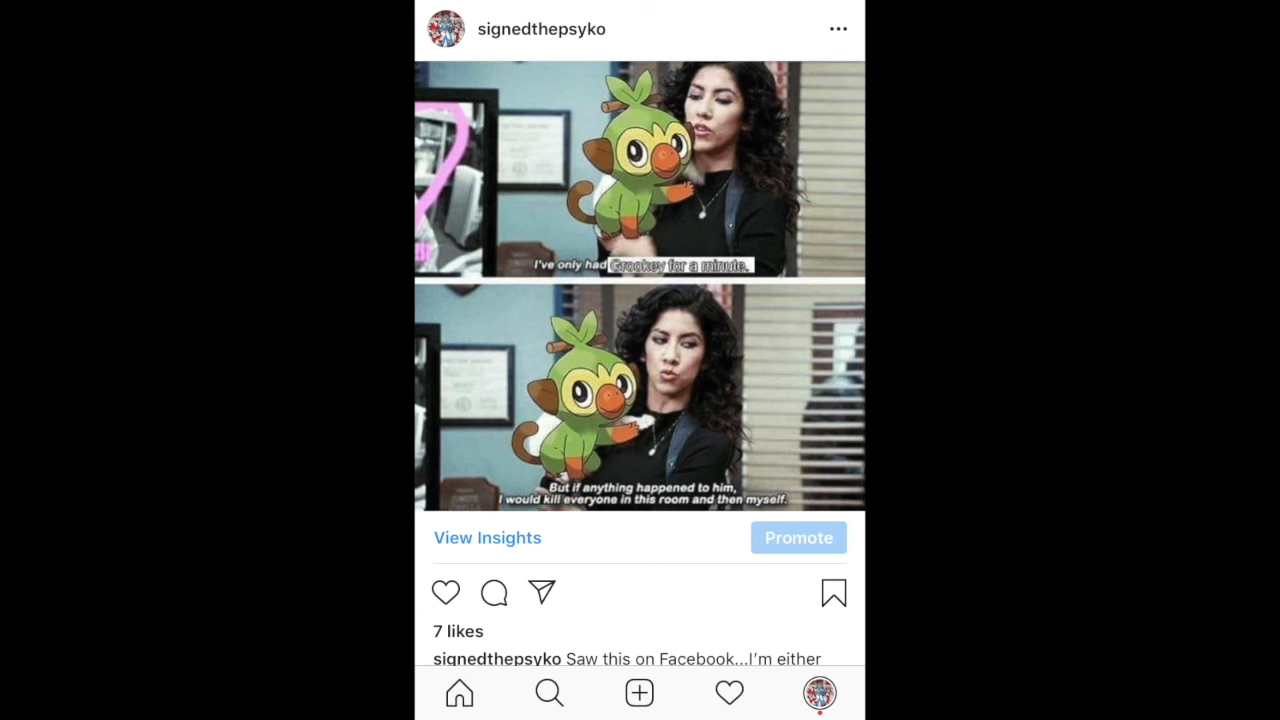 signedthepsyko
I've only had Grookey for a minute.
But if anything happened to him,
I would kill everyone in this room and then myself.
View Insights
Promote
7 likes
signedthepsyko Saw this on Facebook...I'm either